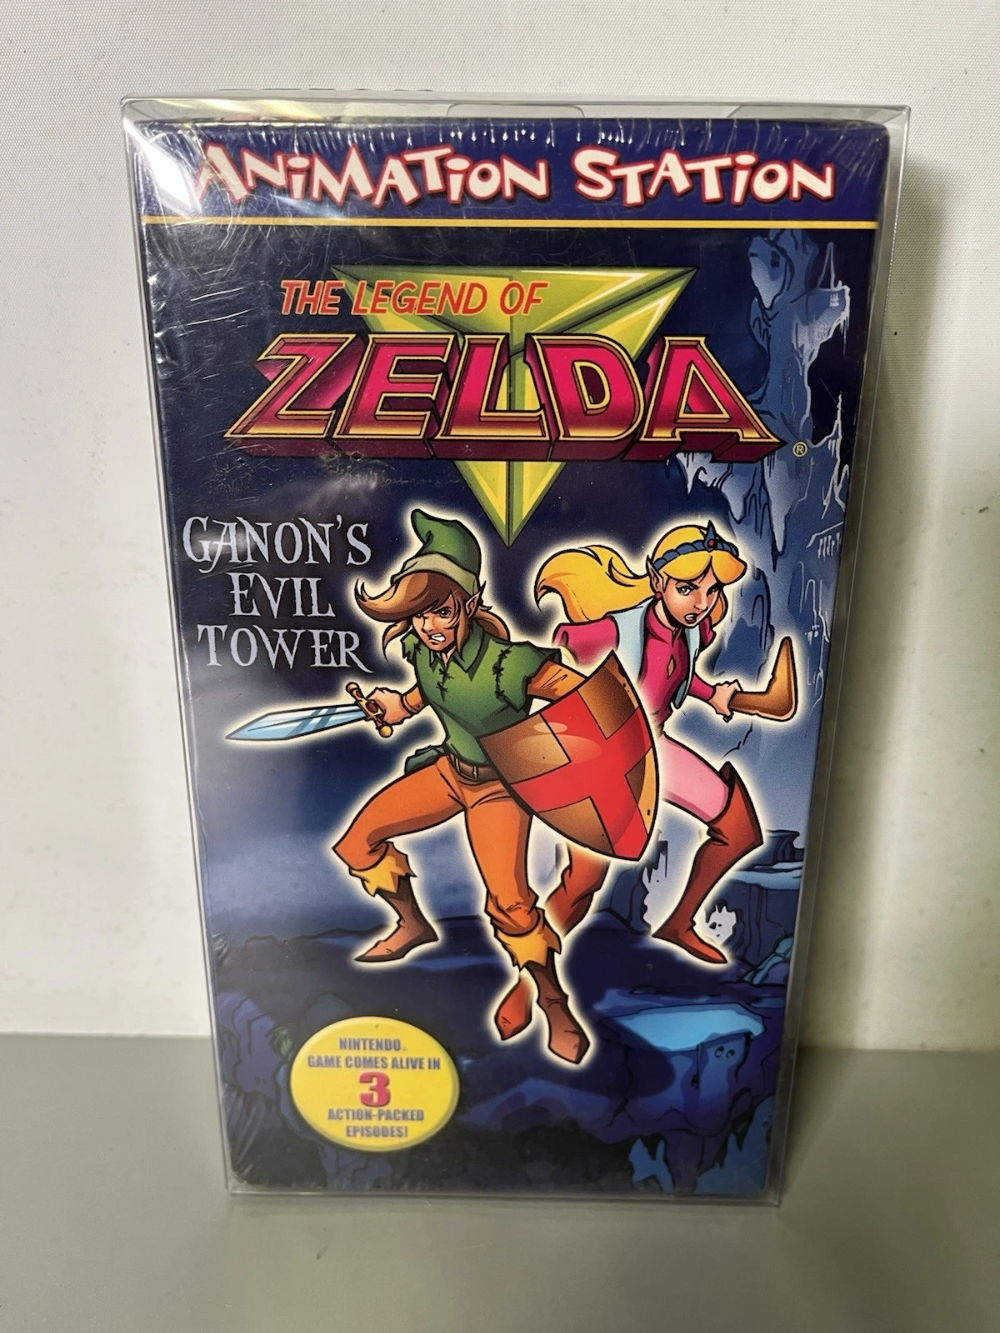 ANIMATION STATION
THE LEGEND OF
ZELDA®
GANON'S
EVIL
TOWER
NINTENDO®
GAME COMES ALIVE IN
3
ACTION-PACKED
EPISODES!